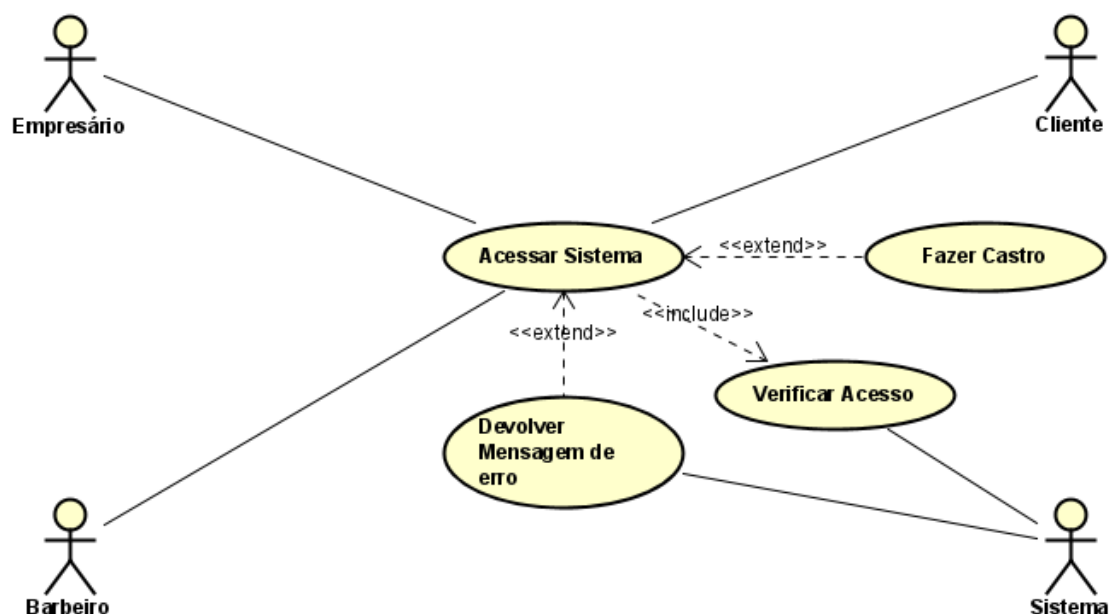 Empresário
Cliente
Acessar Sistema
<<extend>>
Fazer Castro
<<include>>
<<extend>>
Verificar Acesso
Devolver
Mensagem de
erro
Barbeiro
Sistema